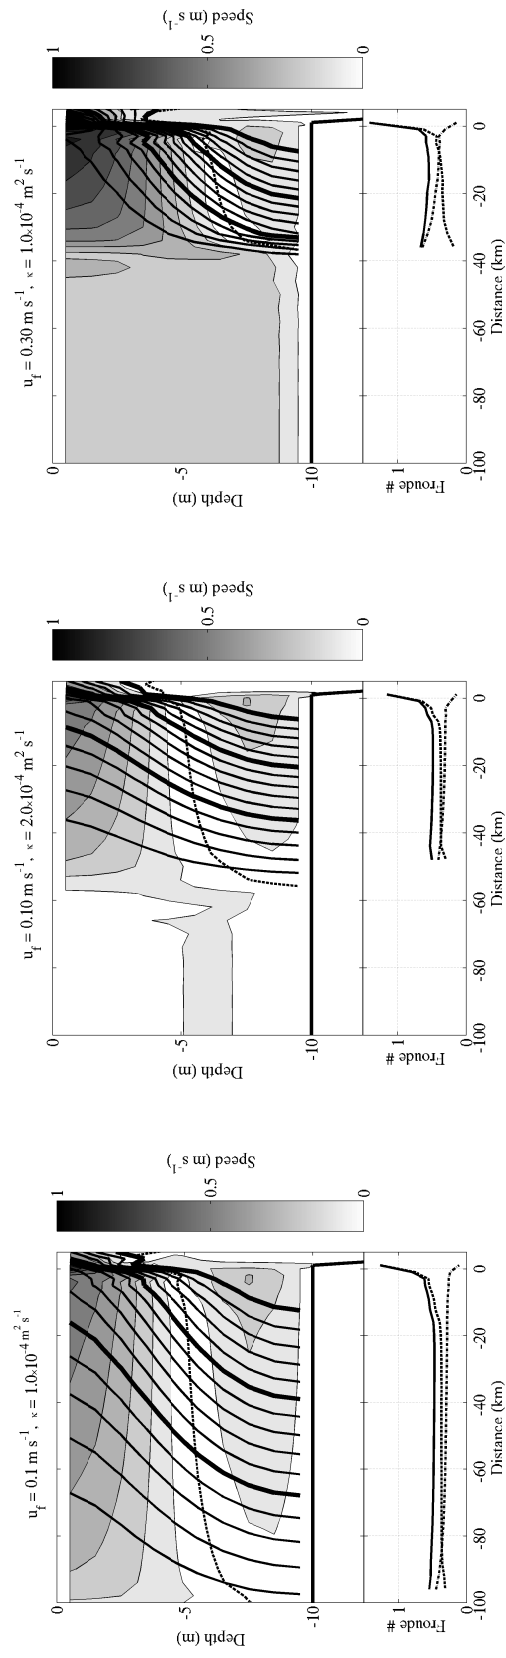 u_f = 0.1 m s^-1 , κ = 1.0×10^-4 m^2 s^-1
0
-5
-10
Depth (m)
1
0.5
0
Speed (m s^-1)
1
0
Froude #
-100
-80
-60
-40
-20
0
Distance (km)
u_f = 0.10 m s^-1 , κ = 2.0×10^-4 m^2 s^-1
0
-5
-10
Depth (m)
1
0.5
0
Speed (m s^-1)
1
0
Froude #
-100
-80
-60
-40
-20
0
Distance (km)
u_f = 0.30 m s^-1 , κ = 1.0×10^-4 m^2 s^-1
0
-5
-10
Depth (m)
1
0.5
0
Speed (m s^-1)
1
0
Froude #
-100
-80
-60
-40
-20
0
Distance (km)